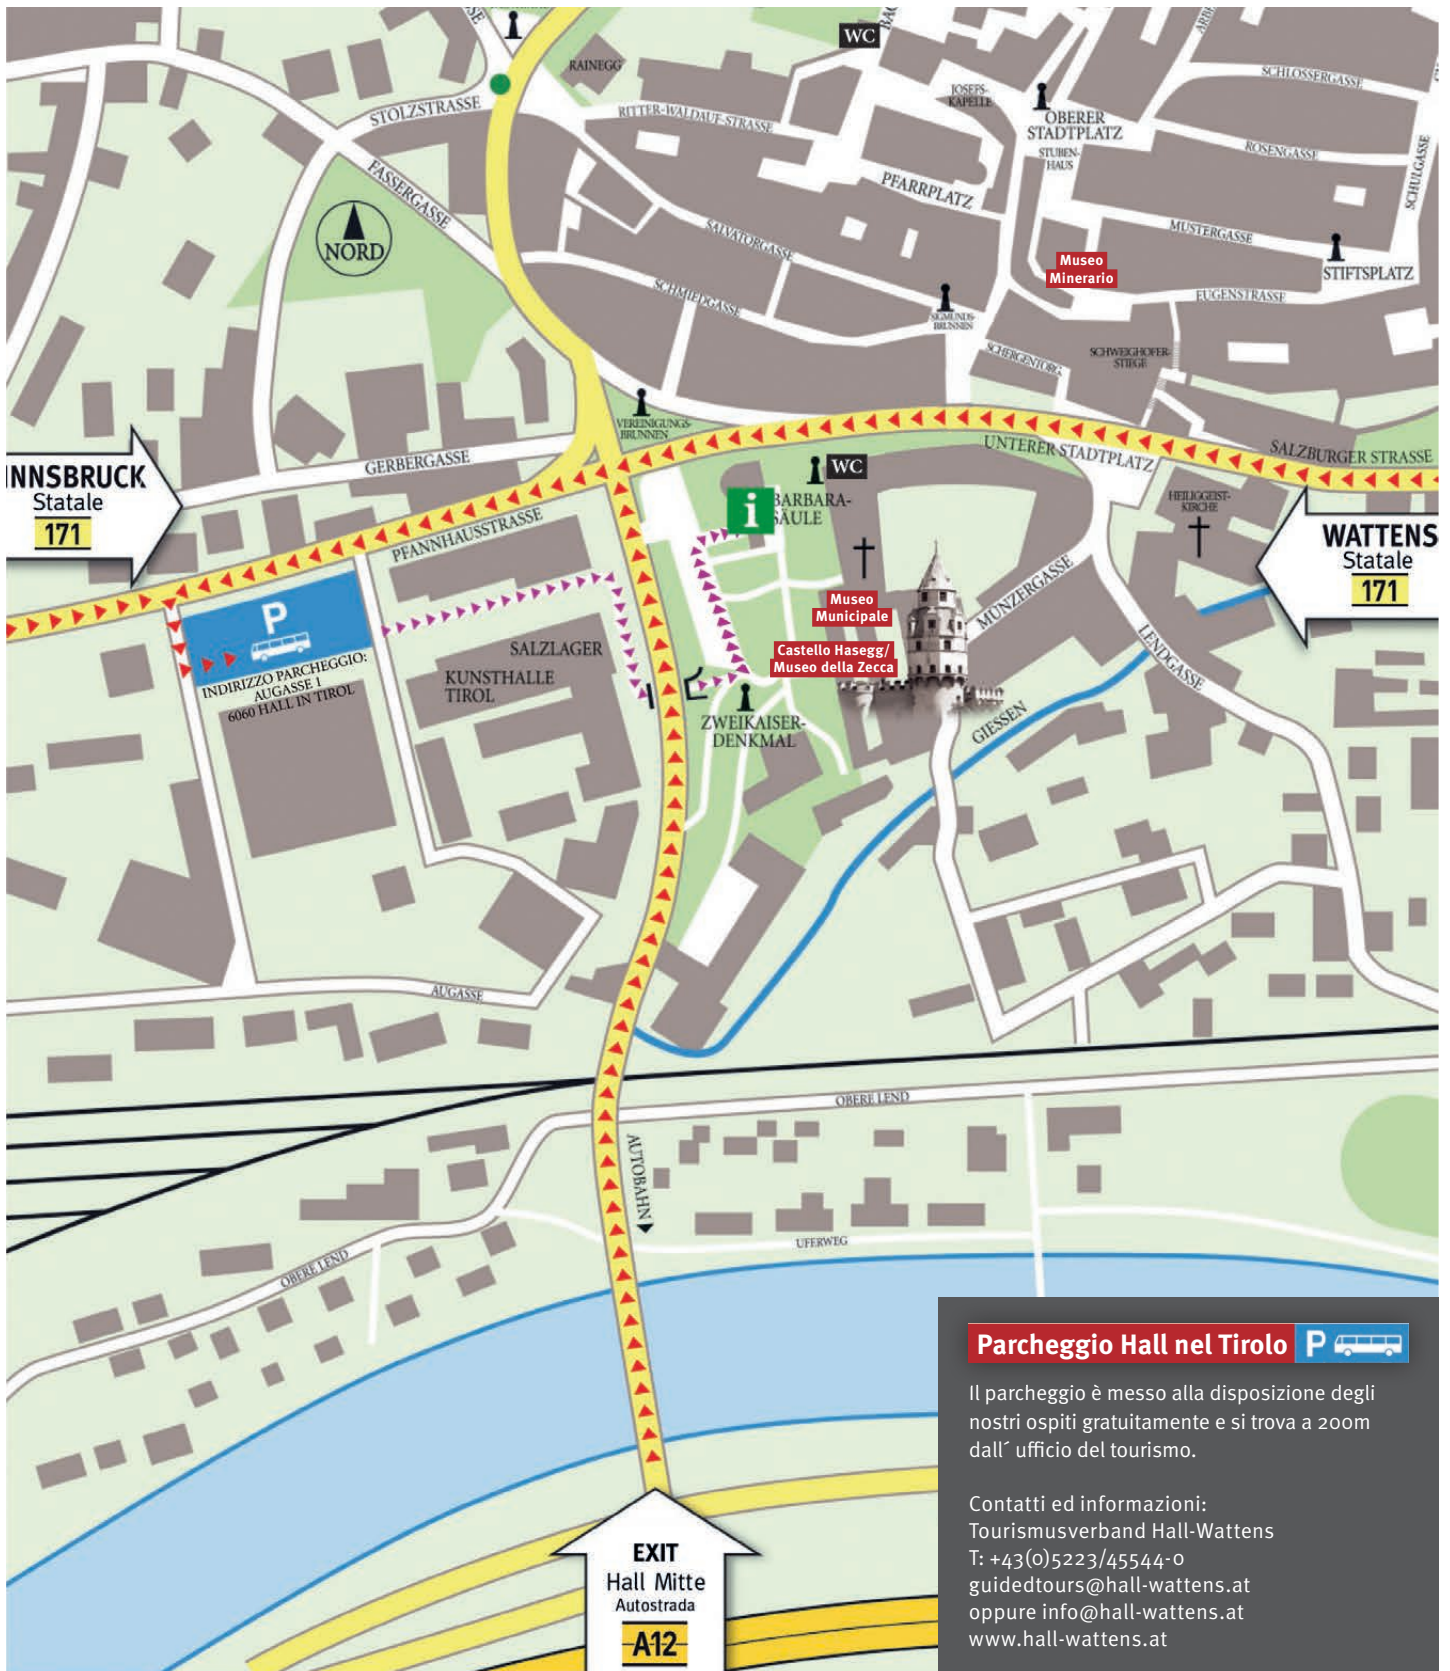 WC
RAINEGG
STOLZSTRASSE
RITTER-WALDAUF-STRASSE
JOSEFS-
KAPELLE
OBERER
STADTPLATZ
STUBEN-
HAUS
SCHLOSSERGASSE
ROSENGASSE
SCHULGASSE
FASSERGASSE
NORD
PFARRPLATZ
SALVATORGASSE
MUSTERGASSE
STIFTSPLATZ
Museo
Minerario
SCHMIEDGASSE
SIGMUNDS-
BRUNNEN
EUGENSTRASSE
SCHERGENTORG.
SCHWEIGHOFER-
STIEGE
VEREINIGUNGS-
BRUNNEN
GERBERGASSE
UNTERER STADTPLATZ
SALZBURGER STRASSE
INNSBRUCK
Statale
171
WC
BARBARA-
SÄULE
i
HEILIGGEIST-
KIRCHE
PFANNHAUSSTRASSE
WATTENS
Statale
171
P
INDIRIZZO PARCHEGGIO:
AUGASSE 1
6060 HALL IN TIROL
SALZLAGER
KUNSTHALLE
TIROL
Museo
Municipale
Castello Hasegg/
Museo della Zecca
MÜNZERGASSE
LENDGASSE
ZWEIKAISER-
DENKMAL
GIESSEN
AUGASSE
OBERE LEND
AUTOBAHN
UFERWEG
OBERE LEND
Parcheggio Hall nel Tirolo P
Il parcheggio è messo alla disposizione degli
nostri ospiti gratuitamente e si trova a 200m
dall´ ufficio del tourismo.
Contatti ed informazioni:
Tourismusverband Hall-Wattens
T: +43(0)5223/45544-0
guidedtours@hall-wattens.at
oppure info@hall-wattens.at
www.hall-wattens.at
EXIT
Hall Mitte
Autostrada
A12